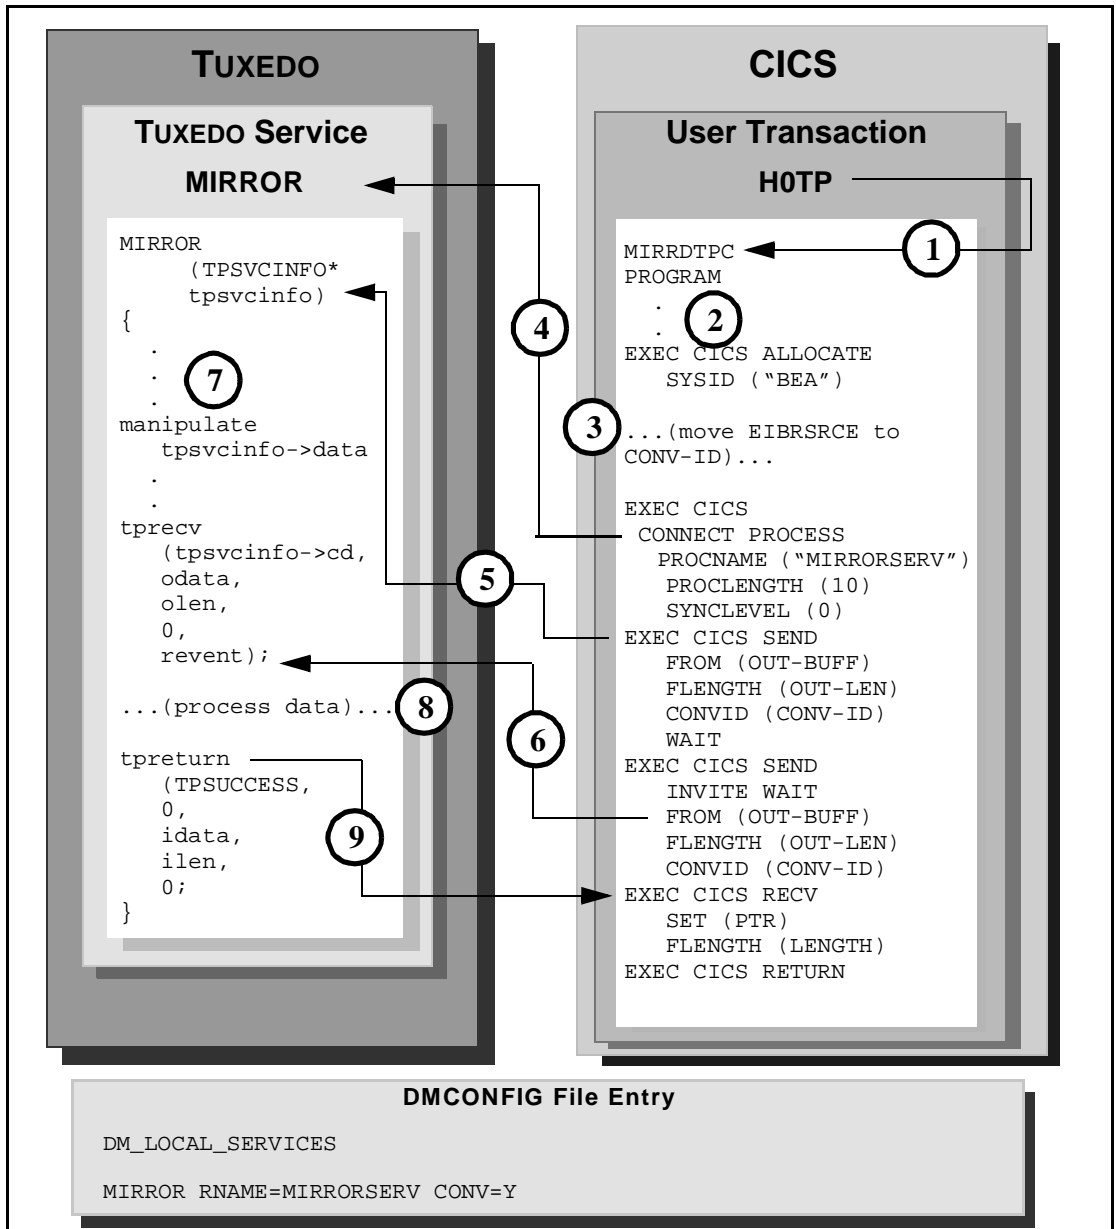 TUXEDO
TUXEDO Service
MIRROR
MIRROR
(TPSVCINFO*
tpsvcinfo)
{
.
.
.
7
manipulate
tpsvcinfo->data
.
.
tprecv
(tpsvcinfo->cd,
odata,
olen,
0,
revent);
...(process data)...
8
tpreturn
(TPSUCCESS,
0,
idata,
ilen,
0;
}
9
4
5
6
CICS
User Transaction
H0TP
1
MIRRDTPC
PROGRAM
.
.
2
EXEC CICS ALLOCATE
SYSID (“BEA”)
3
...(move EIBRSRCE to
CONV-ID)...
EXEC CICS
CONNECT PROCESS
PROCNAME (“MIRRORSERV”)
PROCLENGTH (10)
SYNCLEVEL (0)
EXEC CICS SEND
FROM (OUT-BUFF)
FLENGTH (OUT-LEN)
CONVID (CONV-ID)
WAIT
EXEC CICS SEND
INVITE WAIT
FROM (OUT-BUFF)
FLENGTH (OUT-LEN)
CONVID (CONV-ID)
EXEC CICS RECV
SET (PTR)
FLENGTH (LENGTH)
EXEC CICS RETURN
DMCONFIG File Entry
DM_LOCAL_SERVICES
MIRROR RNAME=MIRRORSERV CONV=Y